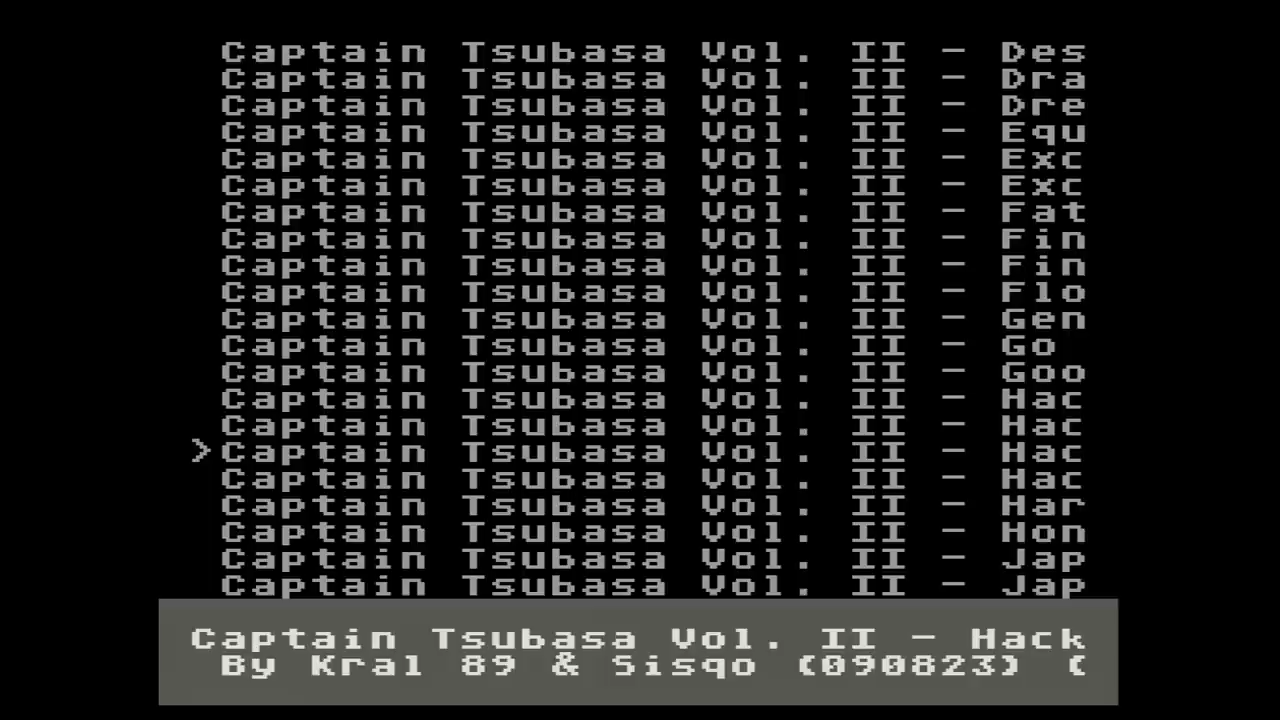 Captain Tsubasa Vol. II - Des
Captain Tsubasa Vol. II - Dra
Captain Tsubasa Vol. II - Dre
Captain Tsubasa Vol. II - Equ
Captain Tsubasa Vol. II - Exc
Captain Tsubasa Vol. II - Exc
Captain Tsubasa Vol. II - Fat
Captain Tsubasa Vol. II - Fin
Captain Tsubasa Vol. II - Fin
Captain Tsubasa Vol. II - Flo
Captain Tsubasa Vol. II - Gen
Captain Tsubasa Vol. II - Go
Captain Tsubasa Vol. II - Goo
Captain Tsubasa Vol. II - Hac
Captain Tsubasa Vol. II - Hac
>Captain Tsubasa Vol. II - Hac
Captain Tsubasa Vol. II - Hac
Captain Tsubasa Vol. II - Har
Captain Tsubasa Vol. II - Hon
Captain Tsubasa Vol. II - Jap
Captain Tsubasa Vol. II - Jap
Captain Tsubasa Vol. II - Hack
By Kral 89 & Sisqo (090823) (